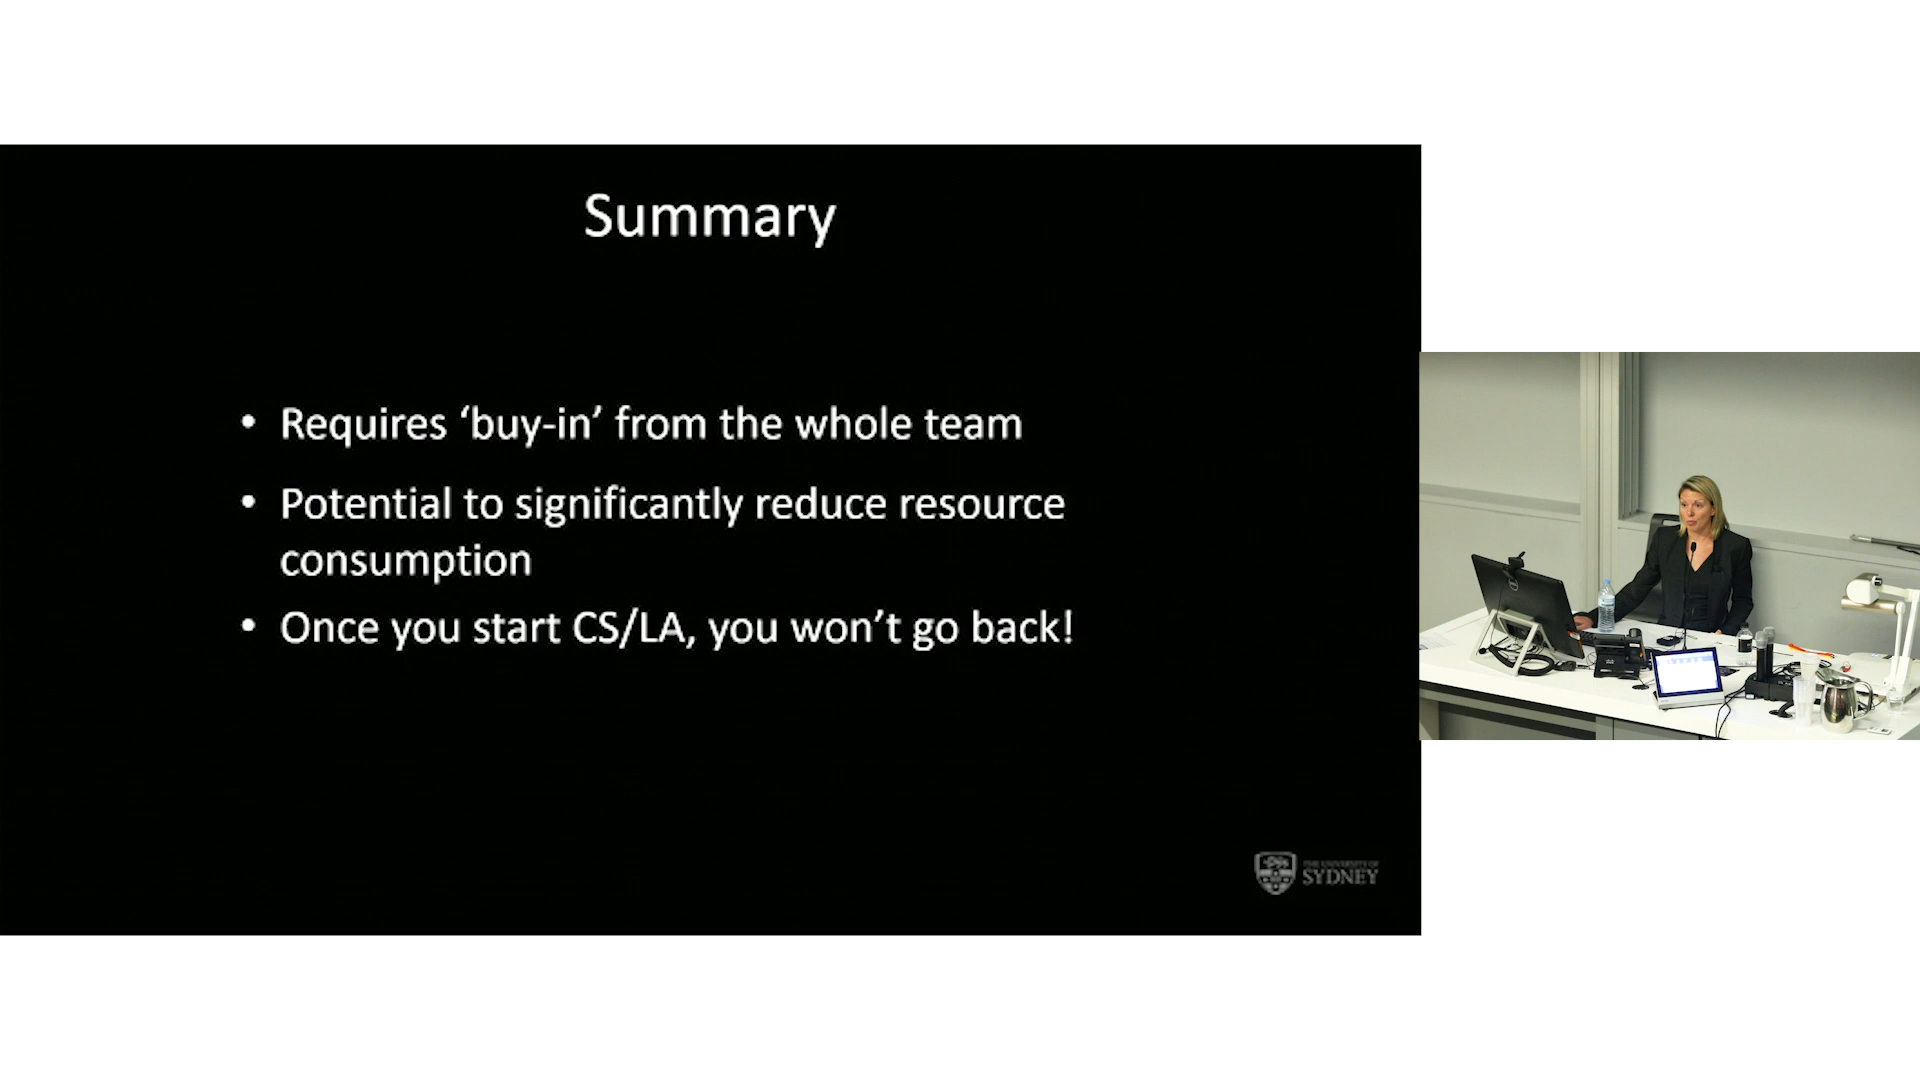 Summary
• Requires ‘buy-in’ from the whole team
• Potential to significantly reduce resource
consumption
• Once you start CS/LA, you won’t go back!
THE UNIVERSITY OF
SYDNEY